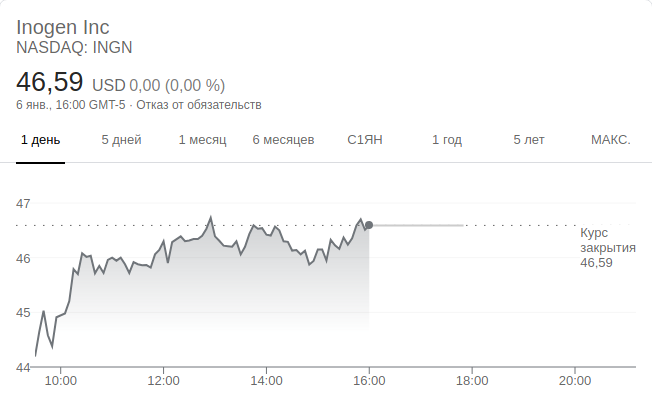 Inogen Inc
NASDAQ: INGN
46,59 USD 0,00 (0,00 %)
6 янв., 16:00 GMT-5 · Отказ от обязательств
1 день 5 дней 1 месяц 6 месяцев С1ЯН 1 год 5 лет МАКС.
47
46
45
44
Курс
закрытия
46,59
10:00 12:00 14:00 16:00 18:00 20:00